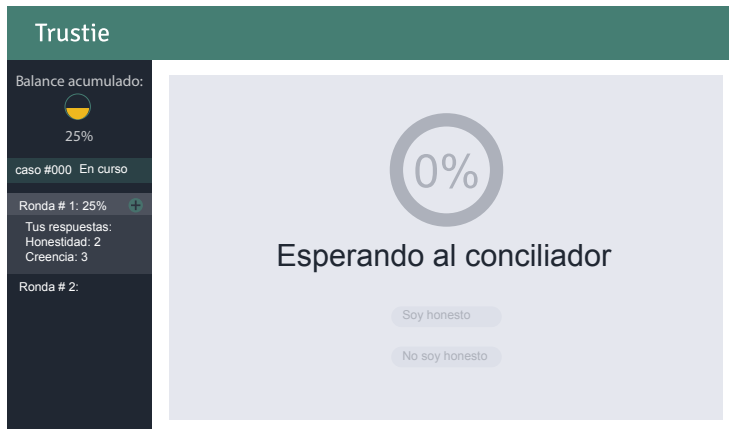 Trustie
Balance acumulado:
25%
caso #000 En curso
Ronda # 1: 25%
Tus respuestas:
Honestidad: 2
Creencia: 3
Ronda # 2:
0%
Esperando al conciliador
Soy honesto
No soy honesto